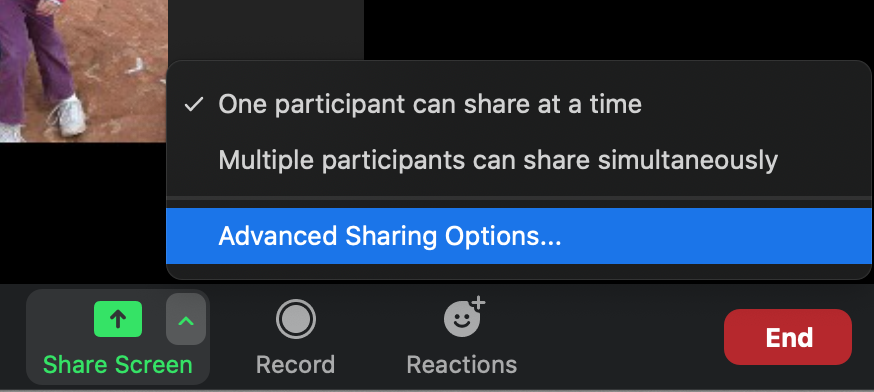 One participant can share at a time
Multiple participants can share simultaneously
Advanced Sharing Options...
Share Screen
Record
Reactions
End